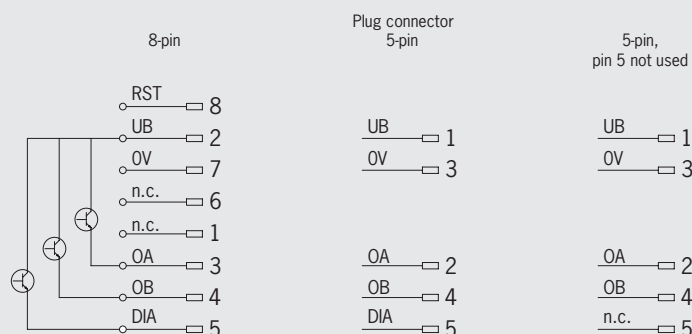 Plug connector
8-pin
5-pin
5-pin,
pin 5 not used
RST 8
UB 2 UB 1 UB 1
0V 7 0V 3 0V 3
n.c. 6
n.c. 1
OA 3 OA 2 OA 2
OB 4 OB 4 OB 4
DIA 5 DIA 5 n.c. 5